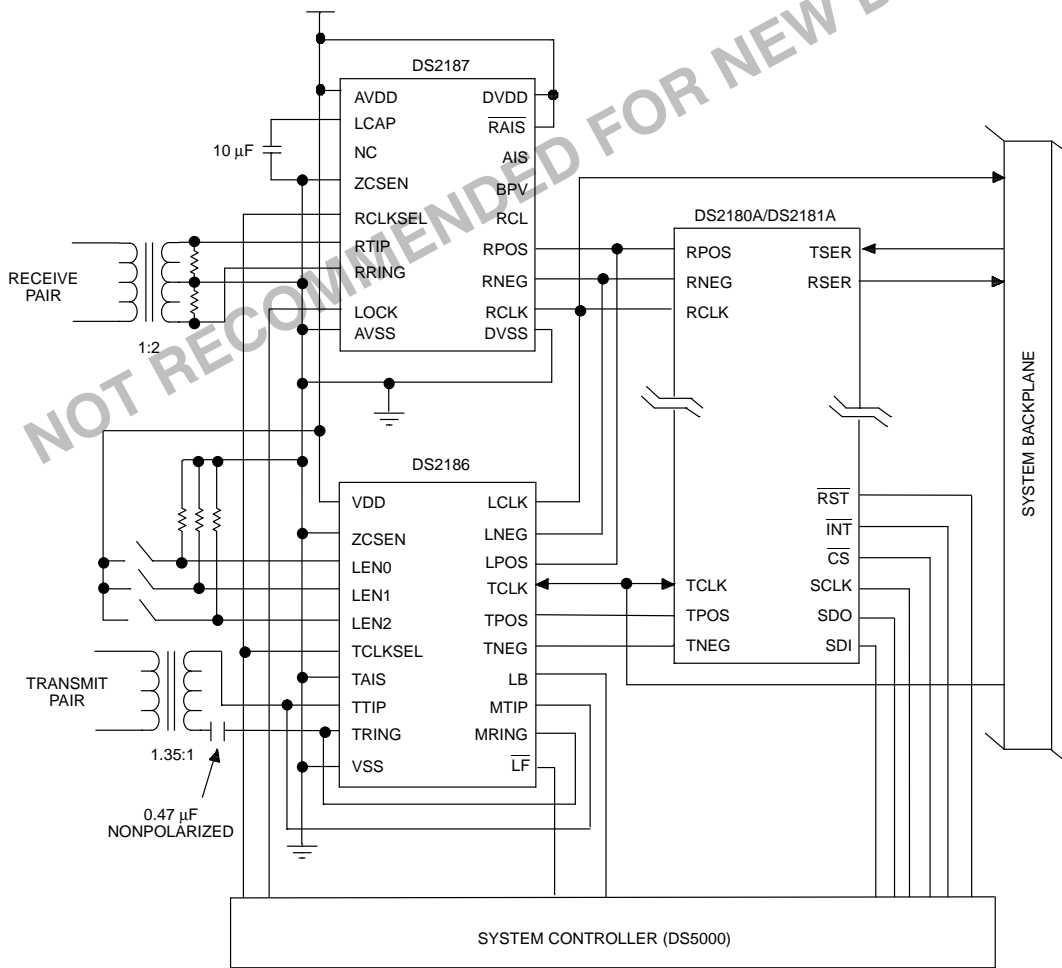 NOT RECOMMENDED FOR NEW D
DS2187
AVDD
LCAP
NC
ZCSEN
RCLKSEL
RTIP
RRING
LOCK
AVSS
DVDD
RAIS
AIS
BPV
RCL
RPOS
RNEG
RCLK
DVSS
10 µF
RECEIVE
PAIR
1:2
DS2180A/DS2181A
RPOS
RNEG
RCLK
TCLK
TPOS
TNEG
TSER
RSER
RST
INT
CS
SCLK
SDO
SDI
SYSTEM BACKPLANE
DS2186
VDD
ZCSEN
LEN0
LEN1
LEN2
TCLKSEL
TAIS
TTIP
TRING
VSS
LCLK
LNEG
LPOS
TCLK
TPOS
TNEG
LB
MTIP
MRING
LF
TRANSMIT
PAIR
1.35:1
0.47 µF
NONPOLARIZED
SYSTEM CONTROLLER (DS5000)